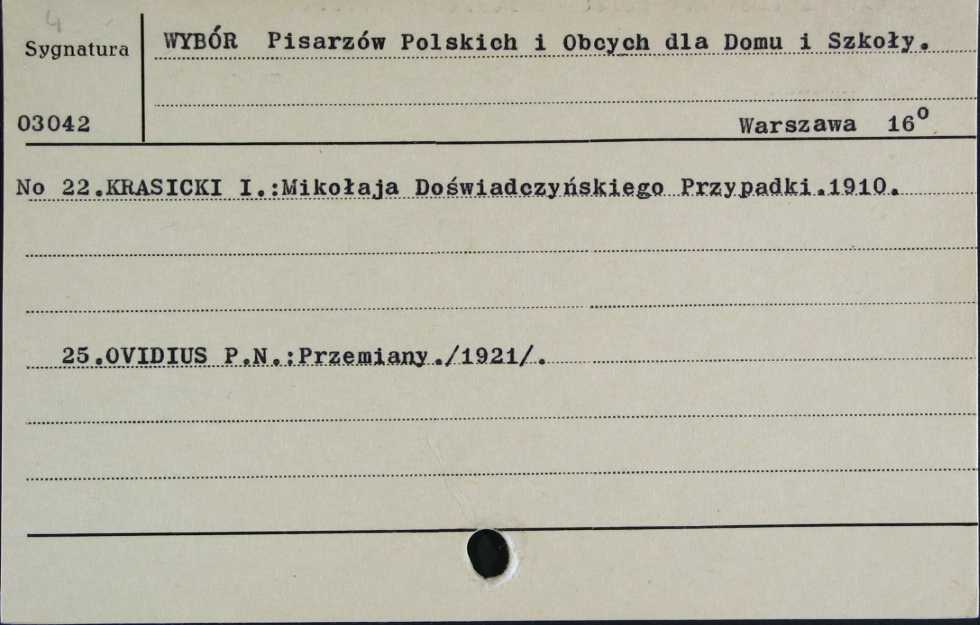 4
Sygnatura
WYBÓR Pisarzów Polskich i Obcych dla Domu i Szkoły.
03042
Warszawa 16⁰
No 22.KRASICKI I.:Mikołaja Doświadczyńskiego Przypadki.1910.
25.OVIDIUS P.N.:Przemiany./1921/.